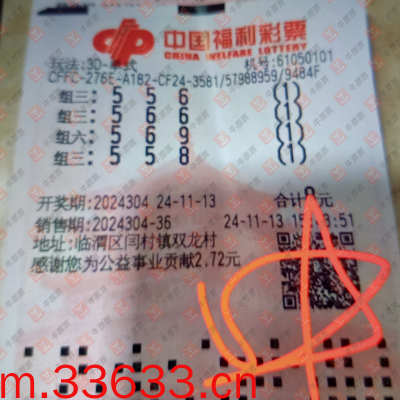 中国福利彩票
CHINA WELFARE LOTTERY
玩法:3D-单式 机号:61050101
CFFC-276E-A182-CF24-3581/57988959/9484F
组三: 5 5 6 (1)
组三: 5 6 6 (1)
组六: 5 6 9 (1)
组三: 5 5 8 (1)
开奖期:2024304 24-11-13 合计8元
销售期:2024304-36 24-11-13 :51
地址:临渭区闫村镇双龙村
感谢您为公益事业贡献2.72元
m.33633.cn